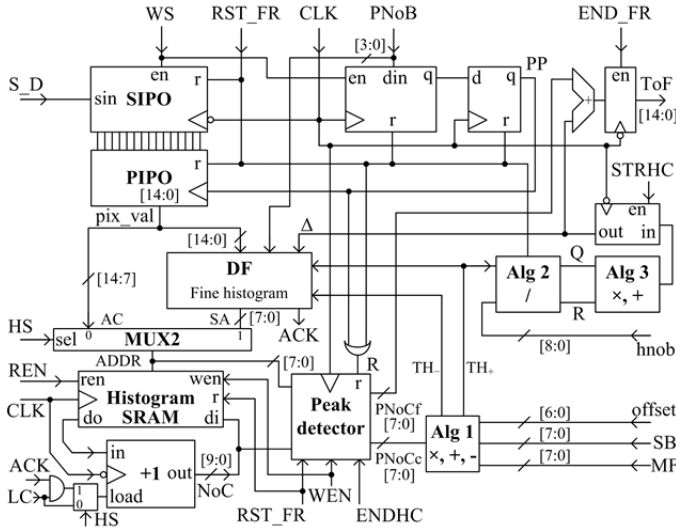 WS RST_FR CLK PNoB END_FR
[3:0]
S_D sin en r SIPO
en din q r
d q r PP
+
en ToF
[14:0]
PIPO r
[14:0]
pix_val
STRHC
en
out in
[14:0]
Δ
[14:7]
DF
Fine histogram
Alg 2
/
Q
R
Alg 3
×, +
AC SA [7:0] ACK
HS sel 0 MUX2 1
hnob
[8:0]
ADDR
[7:0]
R
TH−
TH+
REN ren wen
CLK Histogram r
do SRAM di
r
Peak
detector
PNoCf
[7:0]
PNoCc
[7:0]
Alg 1
×, +, -
[6:0] offset
[7:0] SB
[7:0] MF
in
+1 out
load
[9:0]
NoC
ACK
LC
1
0
HS
RST_FR
WEN
ENDHC